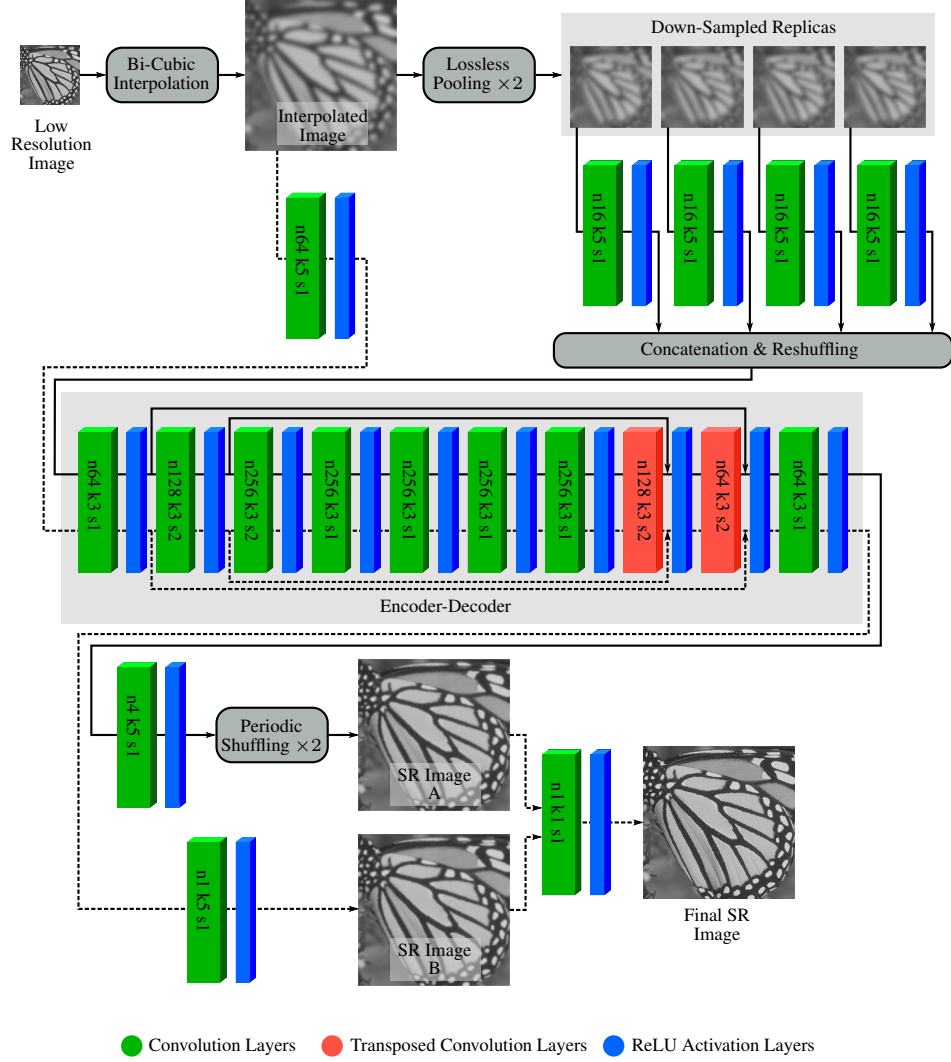 Low
Resolution
Image
Bi-Cubic
Interpolation
Interpolated
Image
Lossless
Pooling ×2
Down-Sampled Replicas
n64 k5 s1
n16 k5 s1
n16 k5 s1
n16 k5 s1
n16 k5 s1
Concatenation & Reshuffling
n64 k3 s1
n128 k3 s2
n256 k3 s2
n256 k3 s1
n256 k3 s1
n256 k3 s1
n256 k3 s1
n128 k3 s2
n64 k3 s2
n64 k3 s1
Encoder-Decoder
n4 k5 s1
Periodic
Shuffling ×2
SR Image
A
n1 k5 s1
SR Image
B
n1 k1 s1
Final SR
Image
Convolution Layers
Transposed Convolution Layers
ReLU Activation Layers